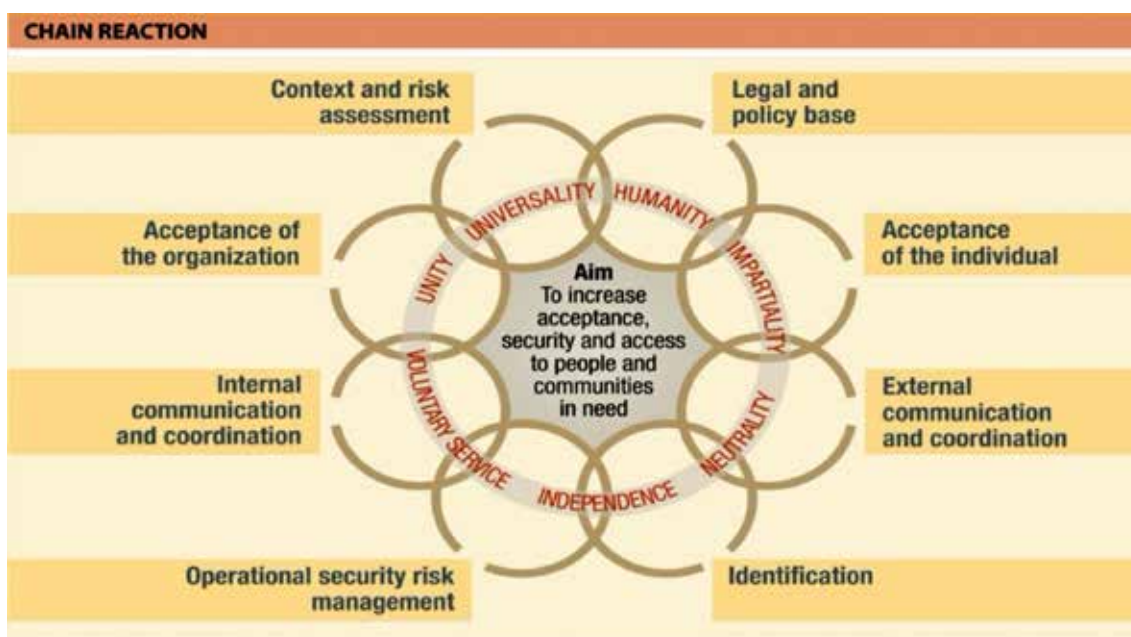 CHAIN REACTION
Context and risk
assessment
Legal and
policy base
Acceptance of
the organization
Acceptance
of the individual
Internal
communication
and coordination
External
communication
and coordination
Operational security risk
management
Identification
UNIVERSALITY
HUMANITY
IMPARTIALITY
NEUTRALITY
INDEPENDENCE
VOLUNTARY SERVICE
UNITY
Aim
To increase
acceptance,
security and access
to people and
communities
in need